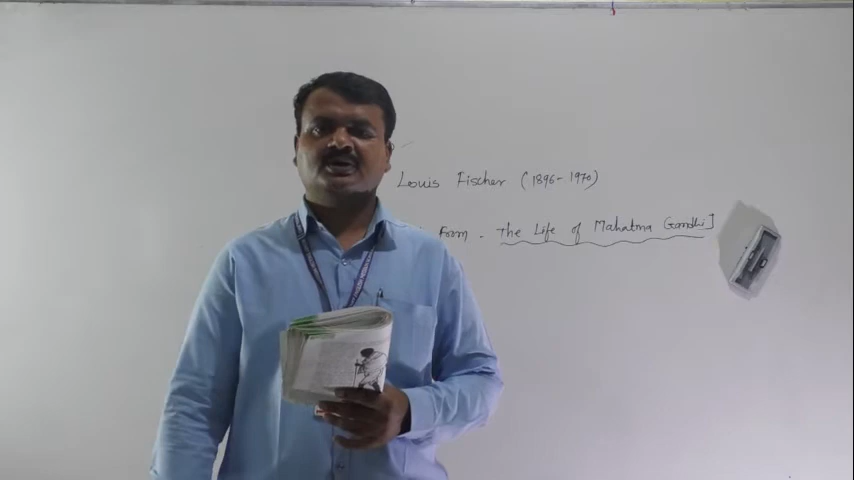 Louis Fischer (1896-1970)
Form - The Life of Mahatma Gandhi]